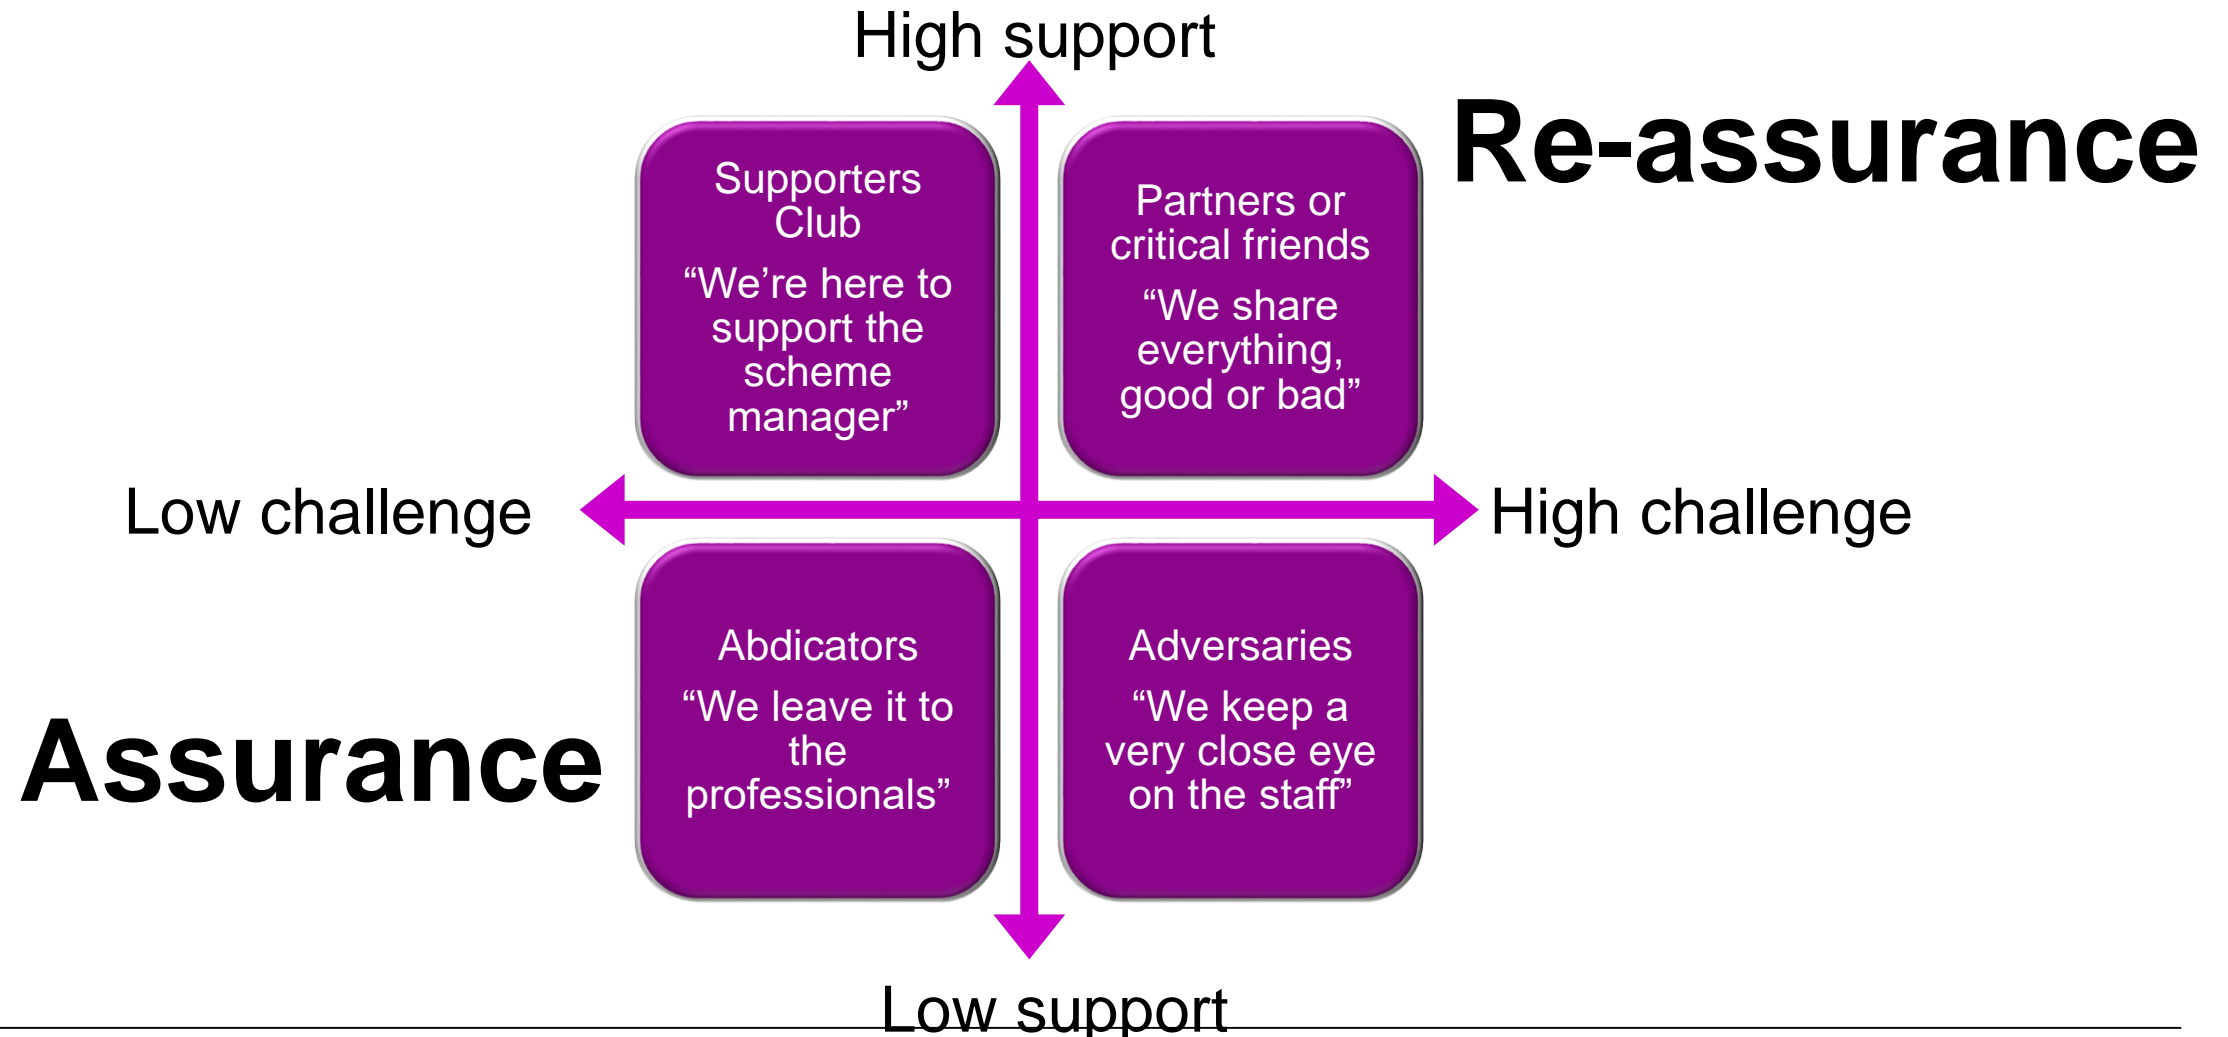 High support
Re-assurance
Supporters
Club
“We’re here to
support the
scheme
manager”
Partners or
critical friends
“We share
everything,
good or bad”
Low challenge
High challenge
Abdicators
“We leave it to
the
professionals”
Adversaries
“We keep a
very close eye
on the staff”
Assurance
Low support